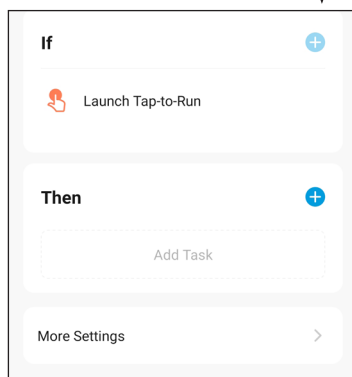 If
Launch Tap-to-Run
Then
Add Task
More Settings